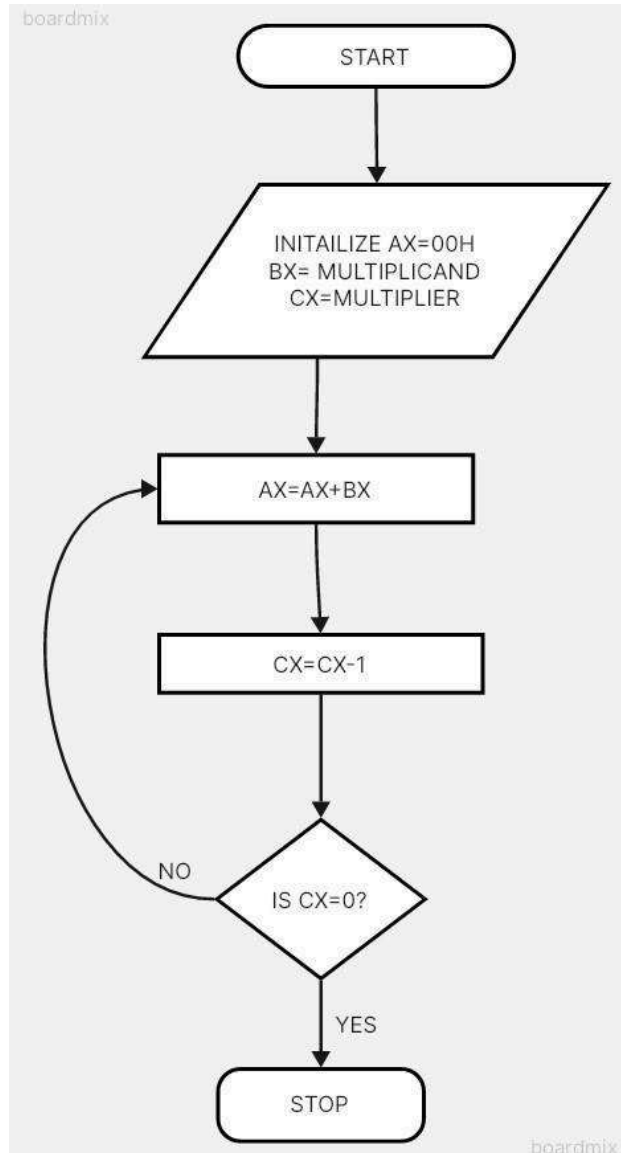 boardmix
START
INITAILIZE AX=00H
BX= MULTIPLICAND
CX=MULTIPLIER
AX=AX+BX
CX=CX-1
NO
IS CX=0?
YES
STOP
boardmix